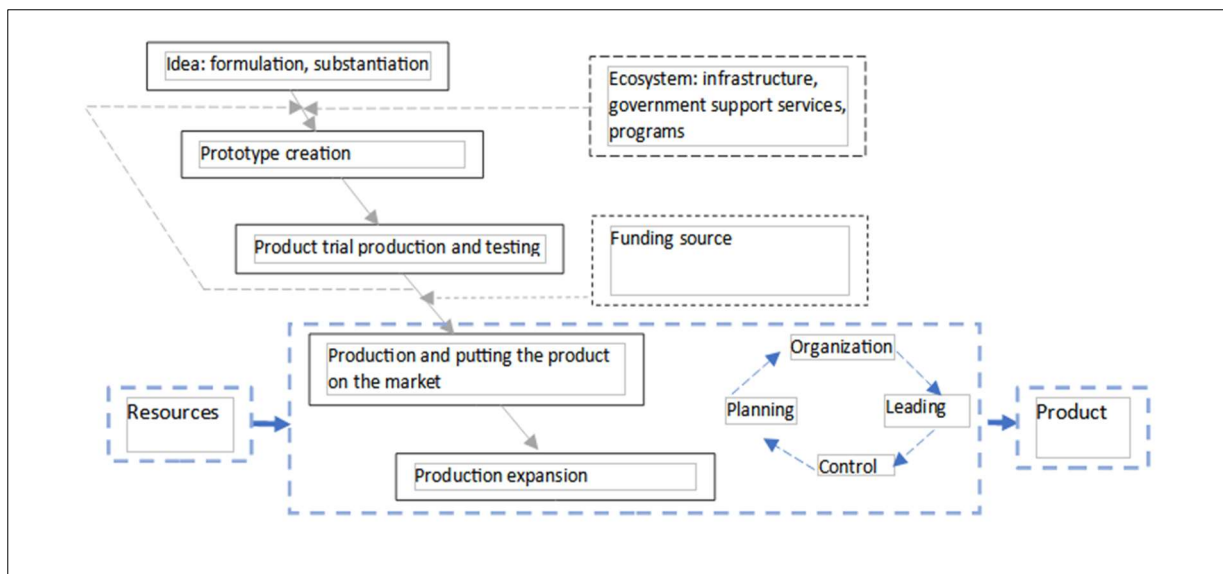 Idea: formulation, substantiation
Ecosystem: infrastructure,
government support services,
programs
Prototype creation
Product trial production and testing
Funding source
Production and putting the product
on the market
Organization
Planning
Leading
Control
Resources
Product
Production expansion